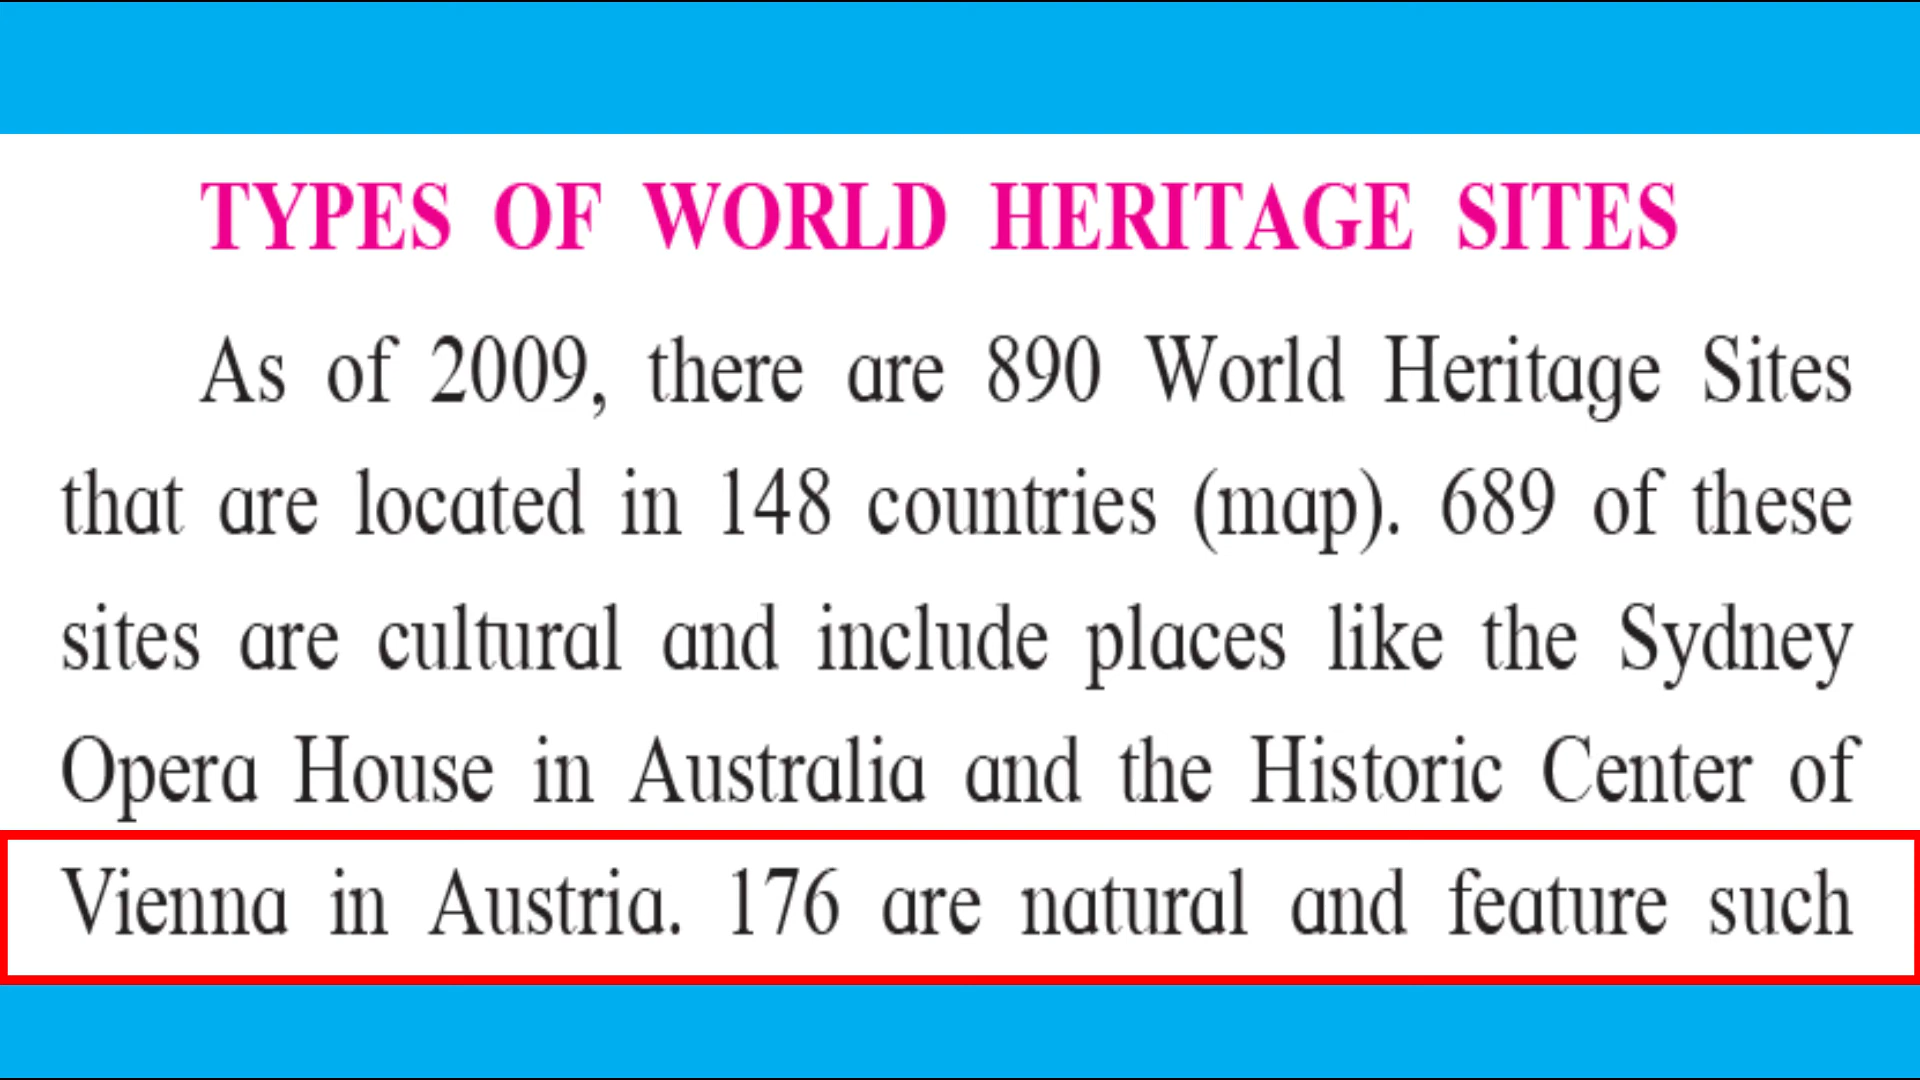 TYPES OF WORLD HERITAGE SITES
As of 2009, there are 890 World Heritage Sites
that are located in 148 countries (map). 689 of these
sites are cultural and include places like the Sydney
Opera House in Australia and the Historic Center of
Vienna in Austria. 176 are natural and feature such